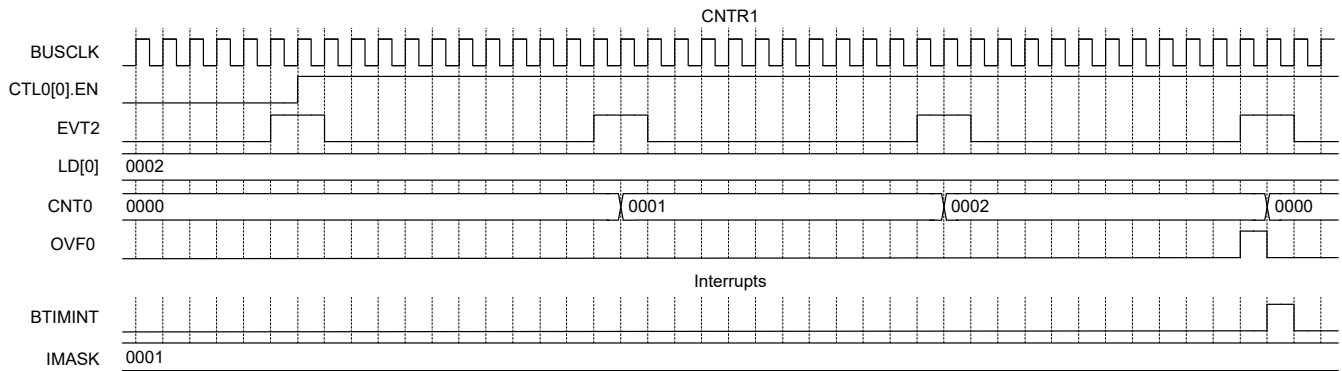 CNTR1
BUSCLK
CTL0[0].EN
EVT2
LD[0] 0002
CNT0 0000 0001 0002 0000
OVF0
Interrupts
BTIMINT
IMASK 0001